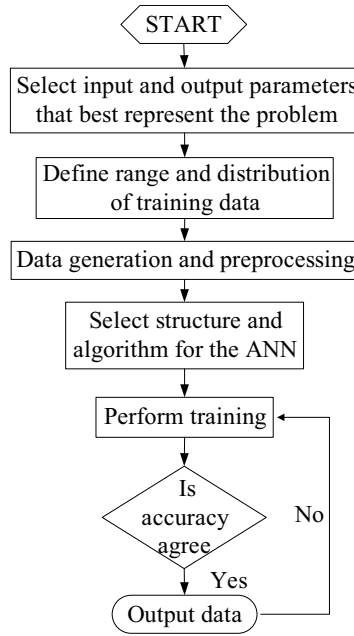 START
Select input and output parameters
that best represent the problem
Define range and distribution
of training data
Data generation and preprocessing
Select structure and
algorithm for the ANN
Perform training
Is
accuracy
agree
No
Yes
Output data